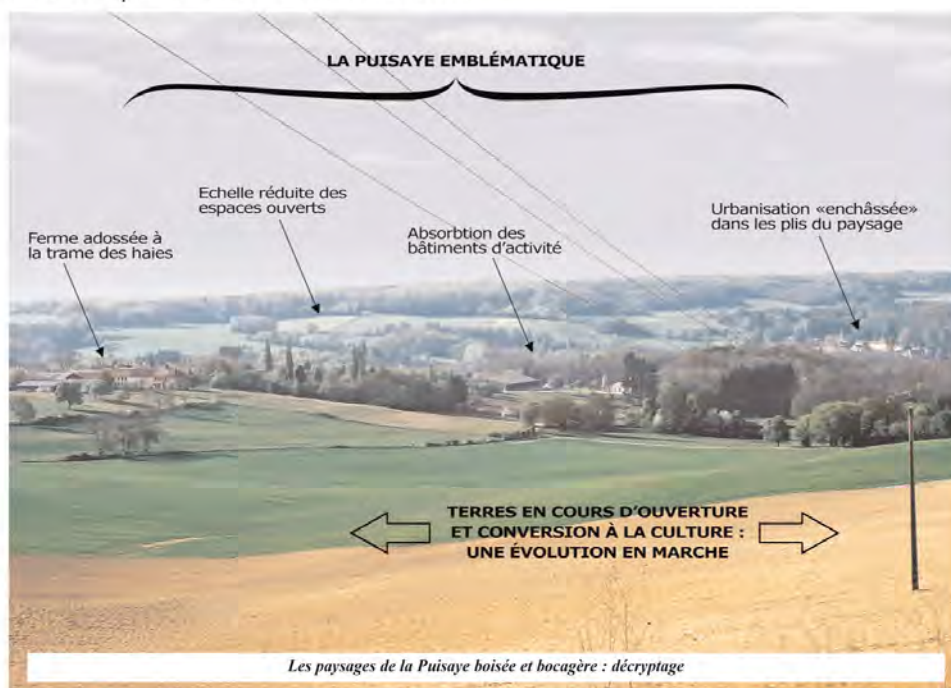 LA PUISAYE EMBLÉMATIQUE
Echelle réduite des
espaces ouverts
Ferme adossée à
la trame des haies
Absorbtion des
bâtiments d'activité
Urbanisation «enchâssée»
dans les plis du paysage
TERRES EN COURS D'OUVERTURE
ET CONVERSION À LA CULTURE :
UNE ÉVOLUTION EN MARCHE
Les paysages de la Puisaye boisée et bocagère : décryptage